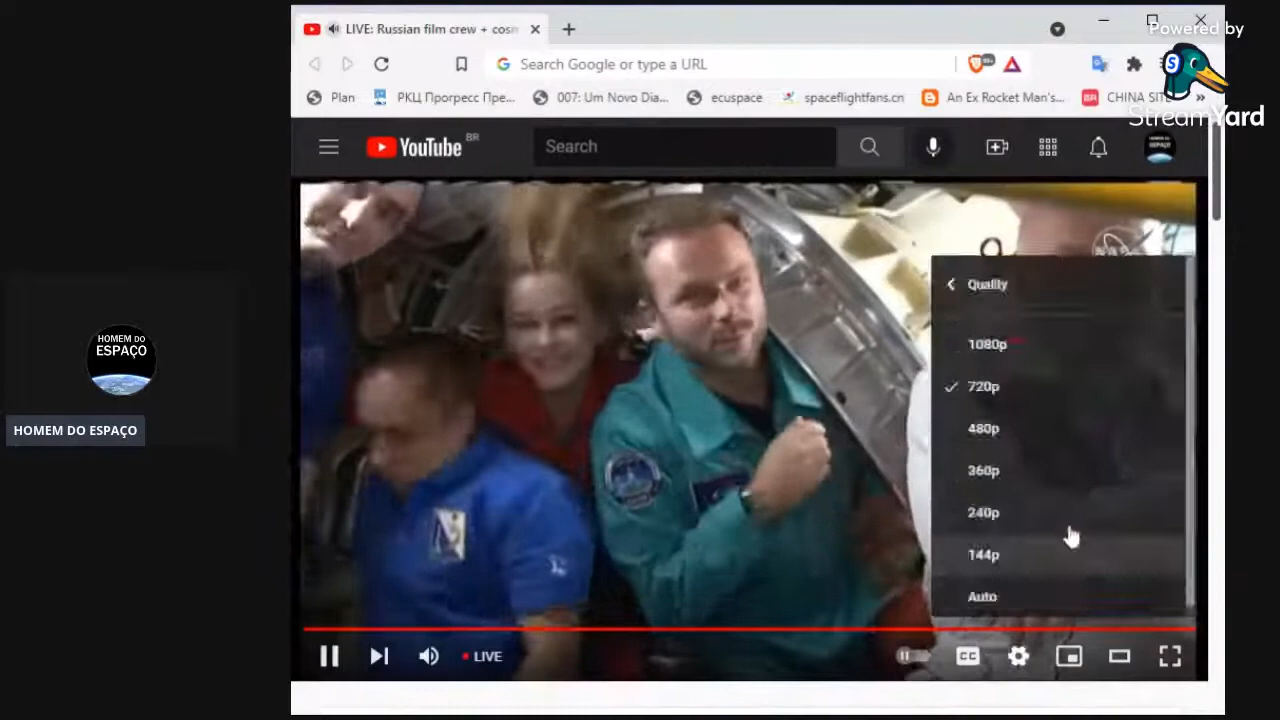 LIVE: Russian film crew + cosn
Powered by
StreamYard
Search Google or type a URL
Plan
РКЦ Прогресс Пре...
007: Um Novo Dia...
ecuspace
spaceflightfans.cn
An Ex Rocket Man's...
CHINA SITE
YouTube BR
Search
HOMEM DO
ESPAÇO
HOMEM DO ESPAÇO
Quality
1080p
720p
480p
360p
240p
144p
Auto
LIVE
CC